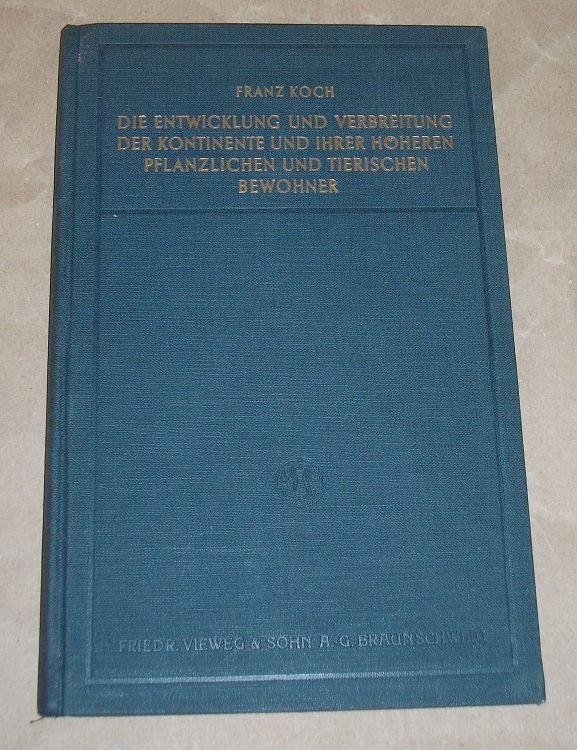 FRANZ KOCH
DIE ENTWICKLUNG UND VERBREITUNG
DER KONTINENTE UND IHRER HÖHEREN
PFLANZLICHEN UND TIERISCHEN
BEWOHNER
FRIEDR. VIEWEG & SOHN A. G. BRAUNSCHWEIG